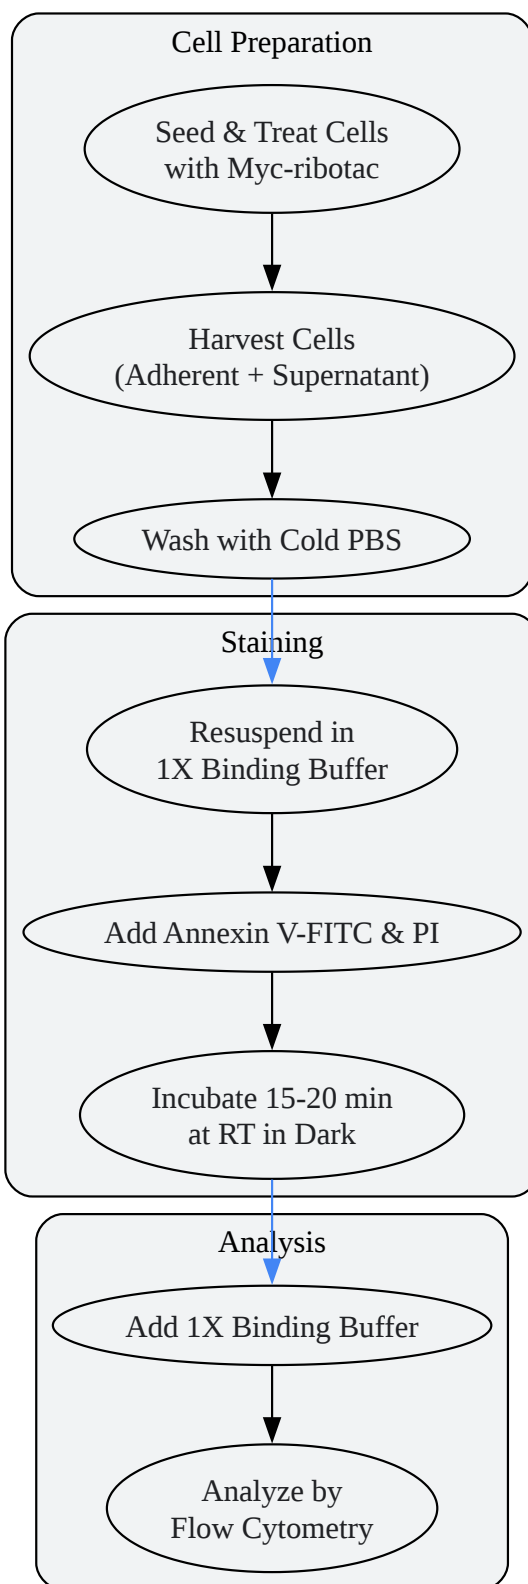 Cell Preparation
Seed & Treat Cells
with Myc-ribotac
Harvest Cells
(Adherent + Supernatant)
Wash with Cold PBS
Staining
Resuspend in
1X Binding Buffer
Add Annexin V-FITC & PI
Incubate 15-20 min
at RT in Dark
Analysis
Add 1X Binding Buffer
Analyze by
Flow Cytometry